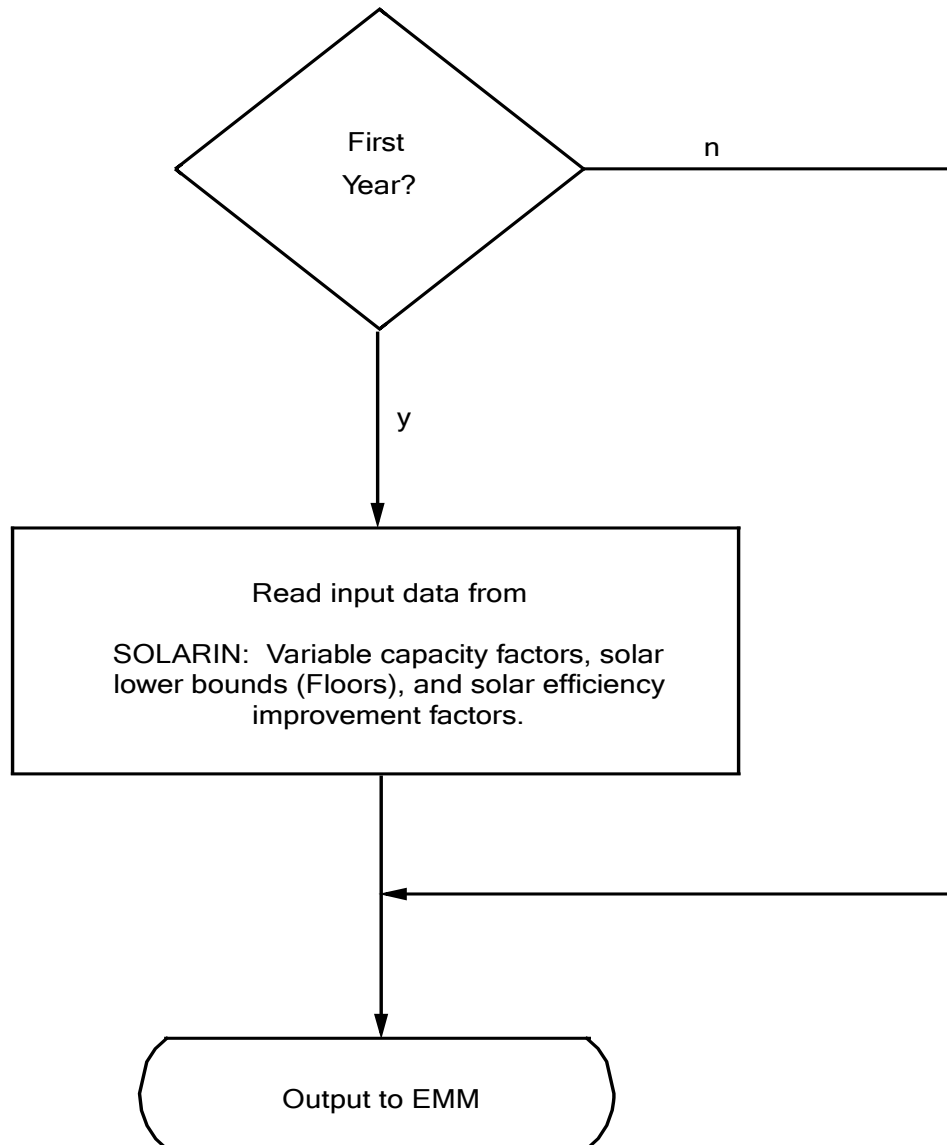 First
Year?
n
y
Read input data from
SOLARIN:  Variable capacity factors, solar
lower bounds (Floors), and solar efficiency
improvement factors.
Output to EMM